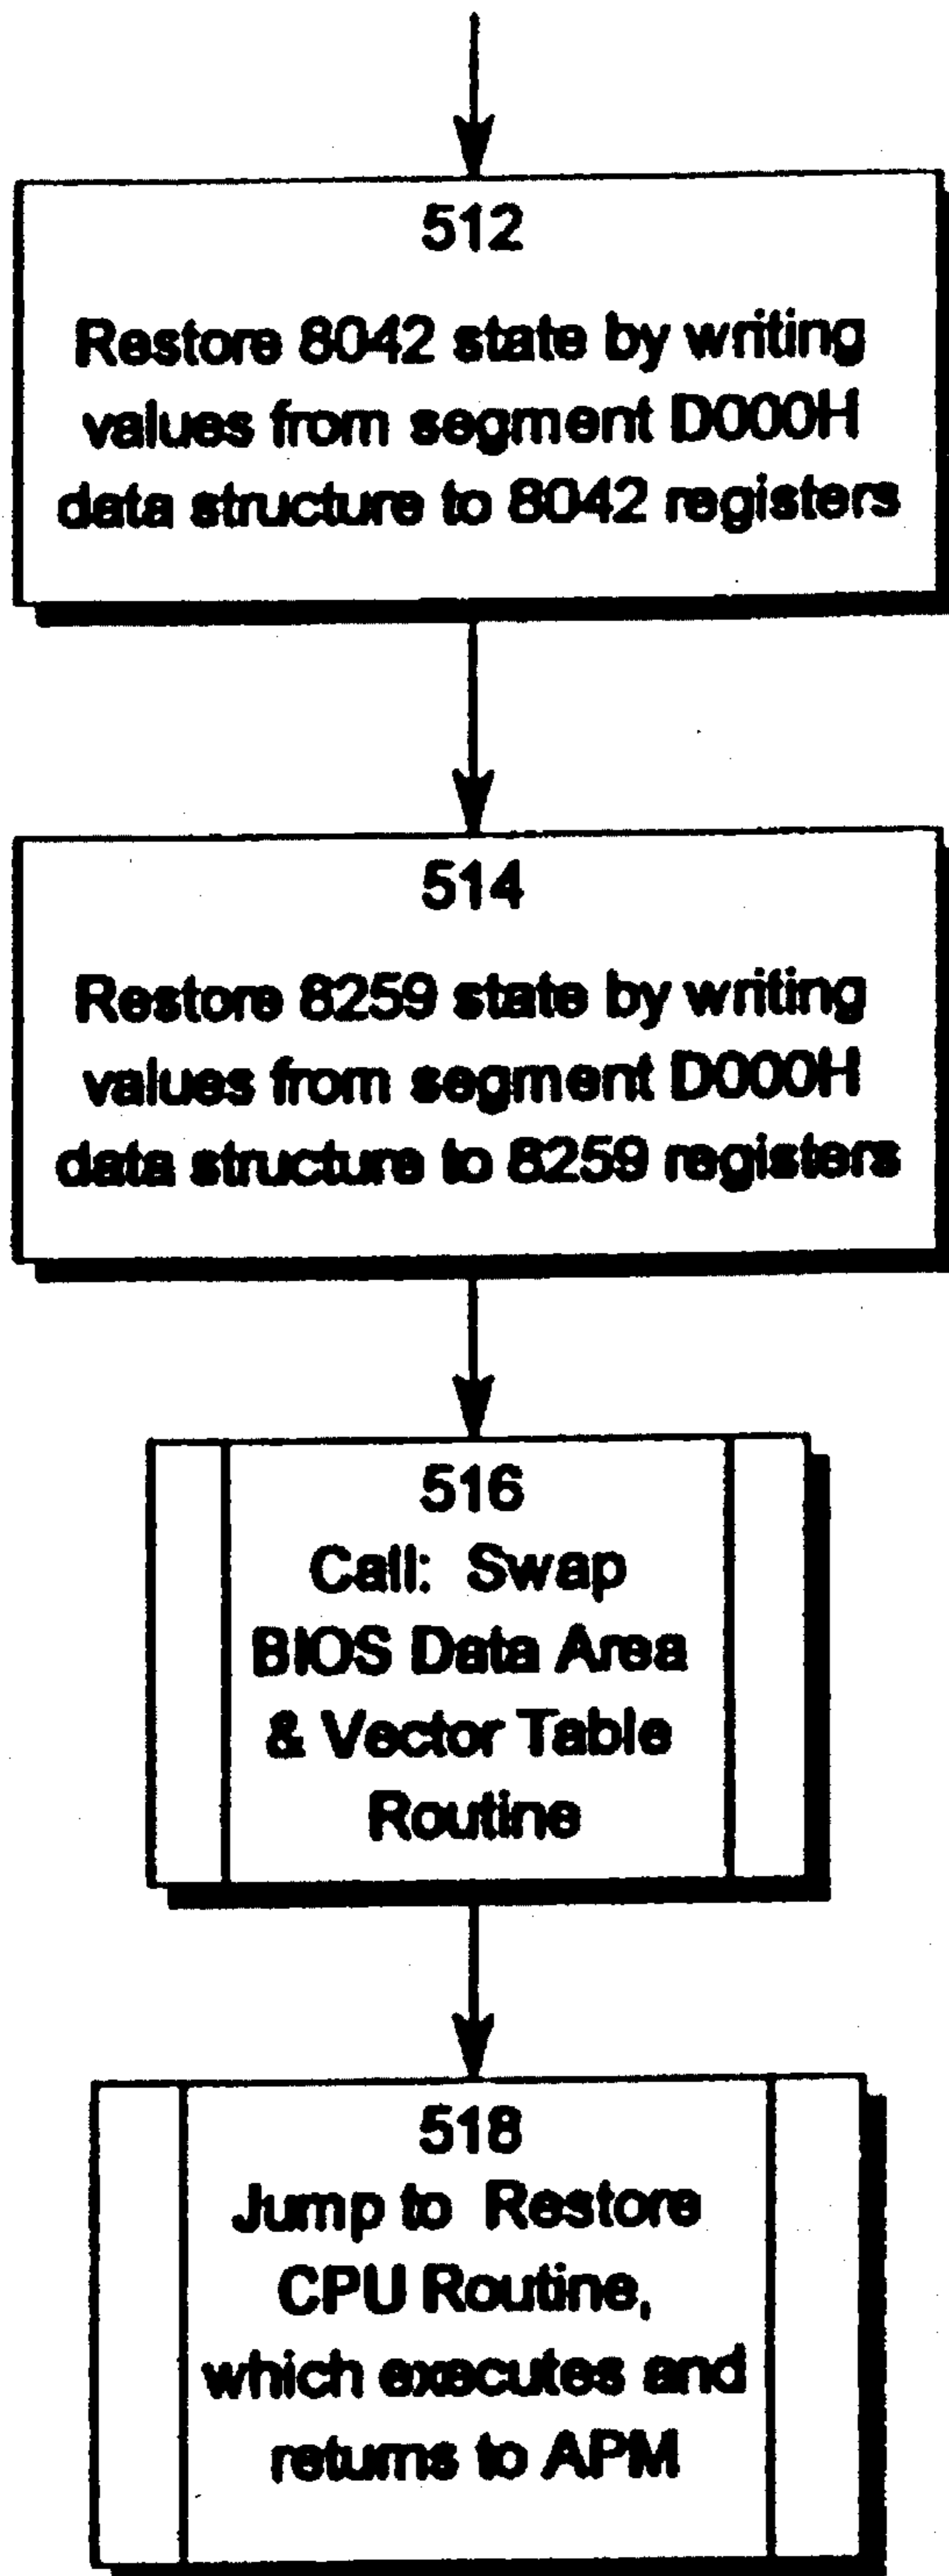 512
Restore 8042 state by writing
values from segment D000H
data structure to 8042 registers
514
Restore 8259 state by writing
values from segment D000H
data structure to 8259 registers
516
Call: Swap
BIOS Data Area
& Vector Table
Routine
518
Jump to Restore
CPU Routine,
which executes and
returns to APM